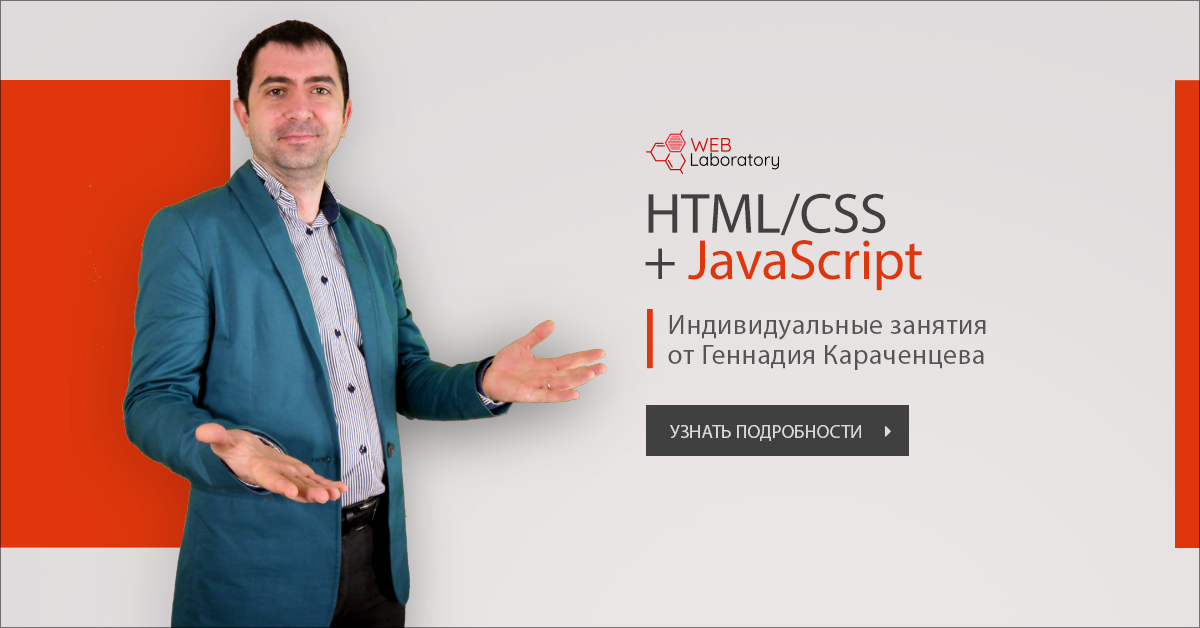 WEB
Laboratory
HTML/CSS
+ JavaScript
Индивидуальные занятия
от Геннадия Караченцева
УЗНАТЬ ПОДРОБНОСТИ